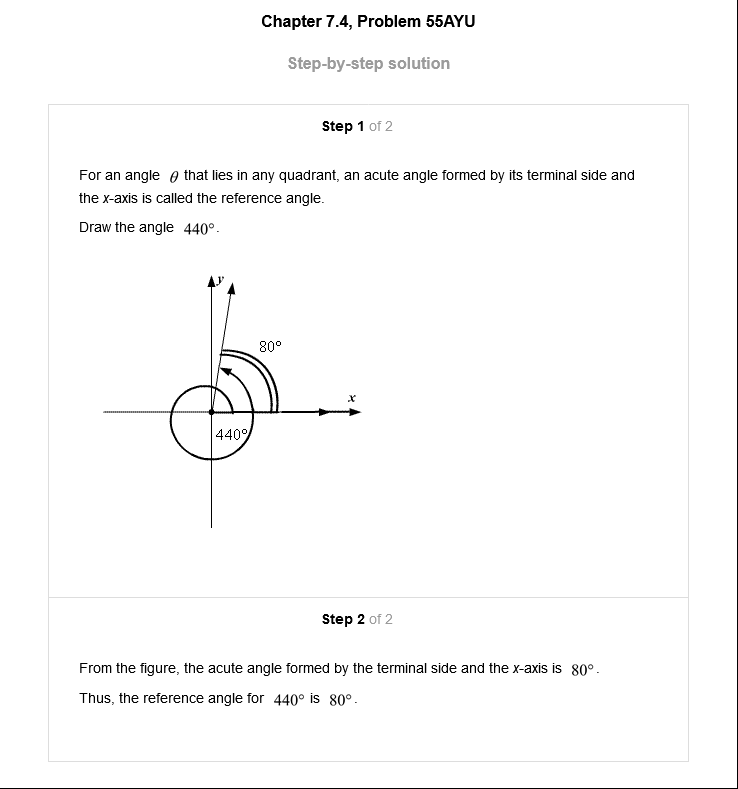 Chapter 7.4, Problem 55AYU
Step-by-step solution
Step 1 of 2
For an angle θ that lies in any quadrant, an acute angle formed by its terminal side and
the x-axis is called the reference angle.
Draw the angle 440°.
y
80°
x
440°
Step 2 of 2
From the figure, the acute angle formed by the terminal side and the x-axis is 80°.
Thus, the reference angle for 440° is 80°.